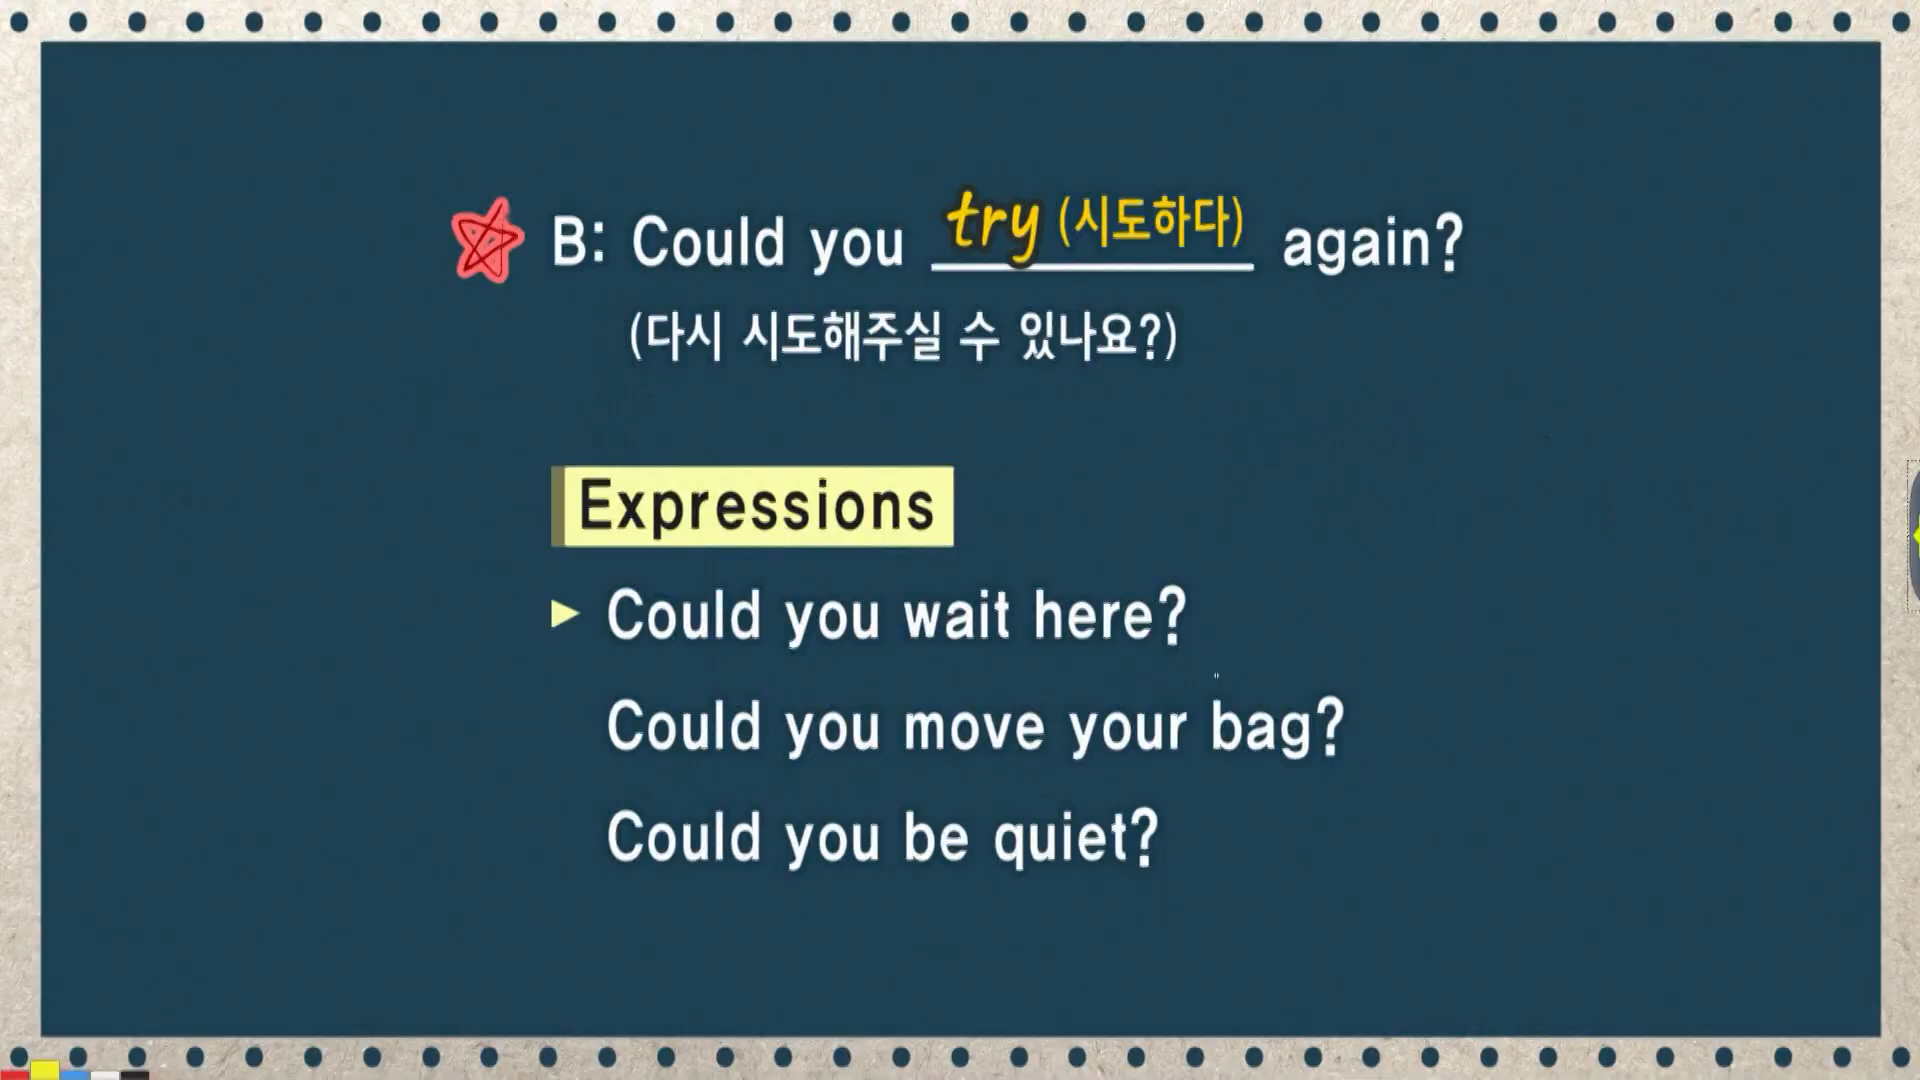 B: Could you try (시도하다) again?
(다시 시도해주실 수 있나요?)
Expressions
Could you wait here?
Could you move your bag?
Could you be quiet?